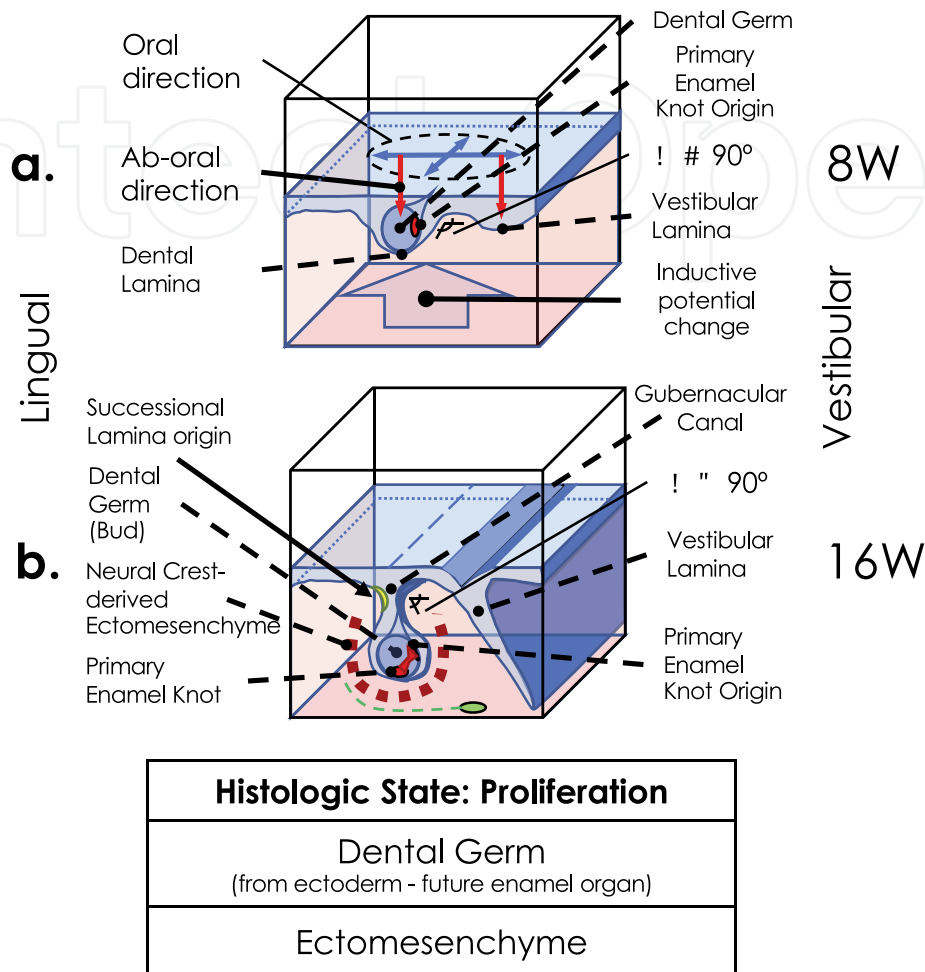 Dental Germ
Primary
Enamel
Knot Origin
Oral
direction
a.
Ab-oral
direction
! # 90º
8W
Vestibular
Lamina
Dental
Lamina
Inductive
potential
change
Lingual
Vestibular
Successional
Lamina origin
Gubernacular
Canal
Dental
Germ
(Bud)
! " 90º
b.
Neural Crest-
derived
Ectomesenchyme
Vestibular
Lamina
16W
Primary
Enamel Knot
Primary
Enamel
Knot Origin
Histologic State: Proliferation
Dental Germ
(from ectoderm - future enamel organ)
Ectomesenchyme